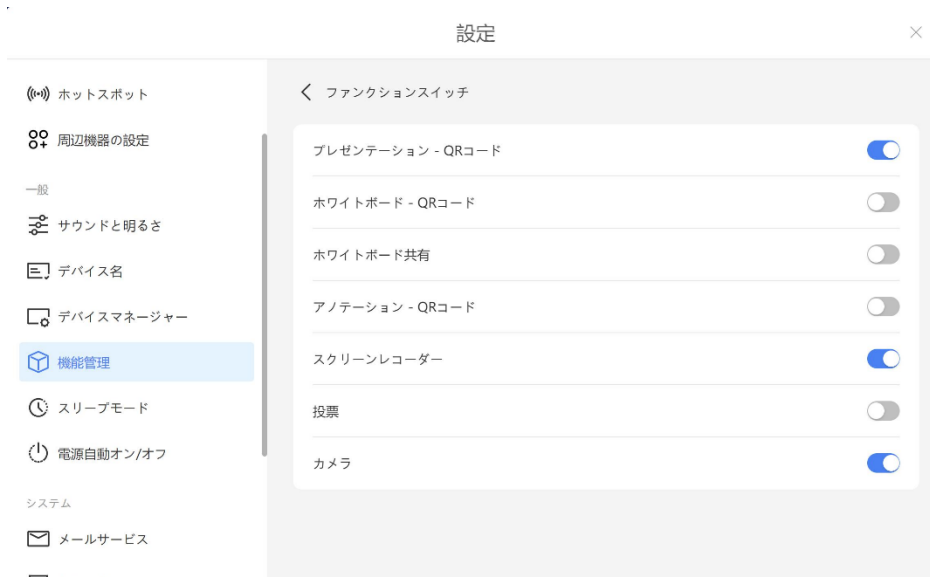 設定
ホットスポット
周辺機器の設定
一般
サウンドと明るさ
デバイス名
デバイスマネージャー
機能管理
スリープモード
電源自動オン/オフ
システム
メールサービス
ファンクションスイッチ
プレゼンテーション - QRコード
ホワイトボード - QRコード
ホワイトボード共有
アノテーション - QRコード
スクリーンレコーダー
投票
カメラ